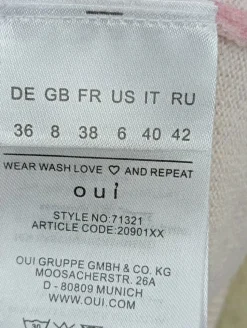 DE GB FR US IT RU
36 8 38 6 40 42
WEAR WASH LOVE ♡ AND REPEAT
oui
STYLE NO:71321
ARTICLE CODE:20901XX
OUI GRUPPE GMBH & CO. KG
MOOSACHERSTR. 26A
D - 80809 MUNICH
WWW.OUI.COM
30